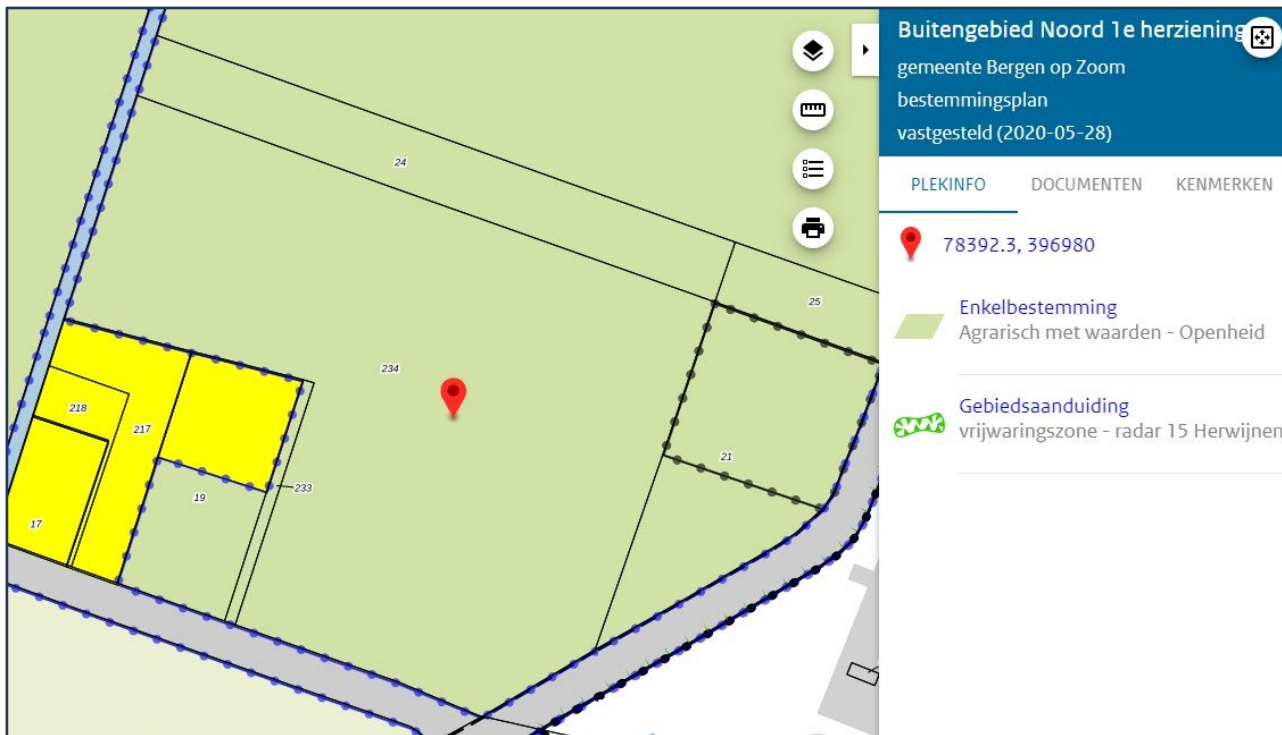 24
25
234
21
218
217
233
19
17
Buitengebied Noord 1e herziening
gemeente Bergen op Zoom
bestemmingsplan
vastgesteld (2020-05-28)
PLEKINFO DOCUMENTEN KENMERKEN
78392.3, 396980
Enkelbestemming
Agrarisch met waarden - Openheid
Gebiedsaanduiding
vrijwaringszone - radar 15 Herwijnen